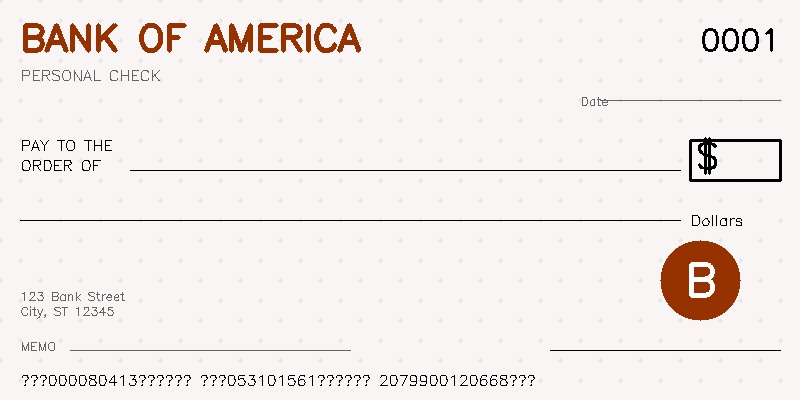 BANK OF AMERICA
0001
PERSONAL CHECK
Date
PAY TO THE
ORDER OF
$
Dollars
B
123 Bank Street
City, ST 12345
MEMO
???000080413?????? ???053101561?????? 2079900120668???